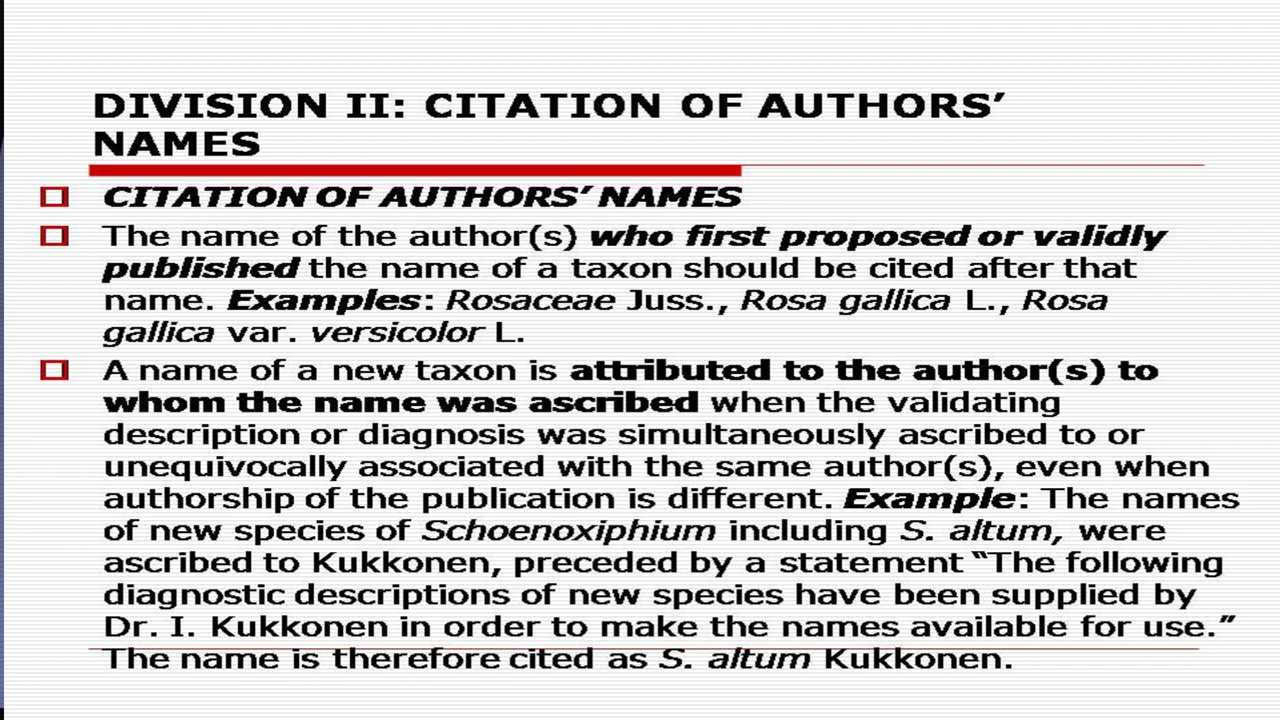 DIVISION II: CITATION OF AUTHORS’
NAMES
CITATION OF AUTHORS’ NAMES
The name of the author(s) who first proposed or validly
published the name of a taxon should be cited after that
name. Examples: Rosaceae Juss., Rosa gallica L., Rosa
gallica var. versicolor L.
A name of a new taxon is attributed to the author(s) to
whom the name was ascribed when the validating
description or diagnosis was simultaneously ascribed to or
unequivocally associated with the same author(s), even when
authorship of the publication is different. Example: The names
of new species of Schoenoxiphium including S. altum, were
ascribed to Kukkonen, preceded by a statement “The following
diagnostic descriptions of new species have been supplied by
Dr. I. Kukkonen in order to make the names available for use.”
The name is therefore cited as S. altum Kukkonen.